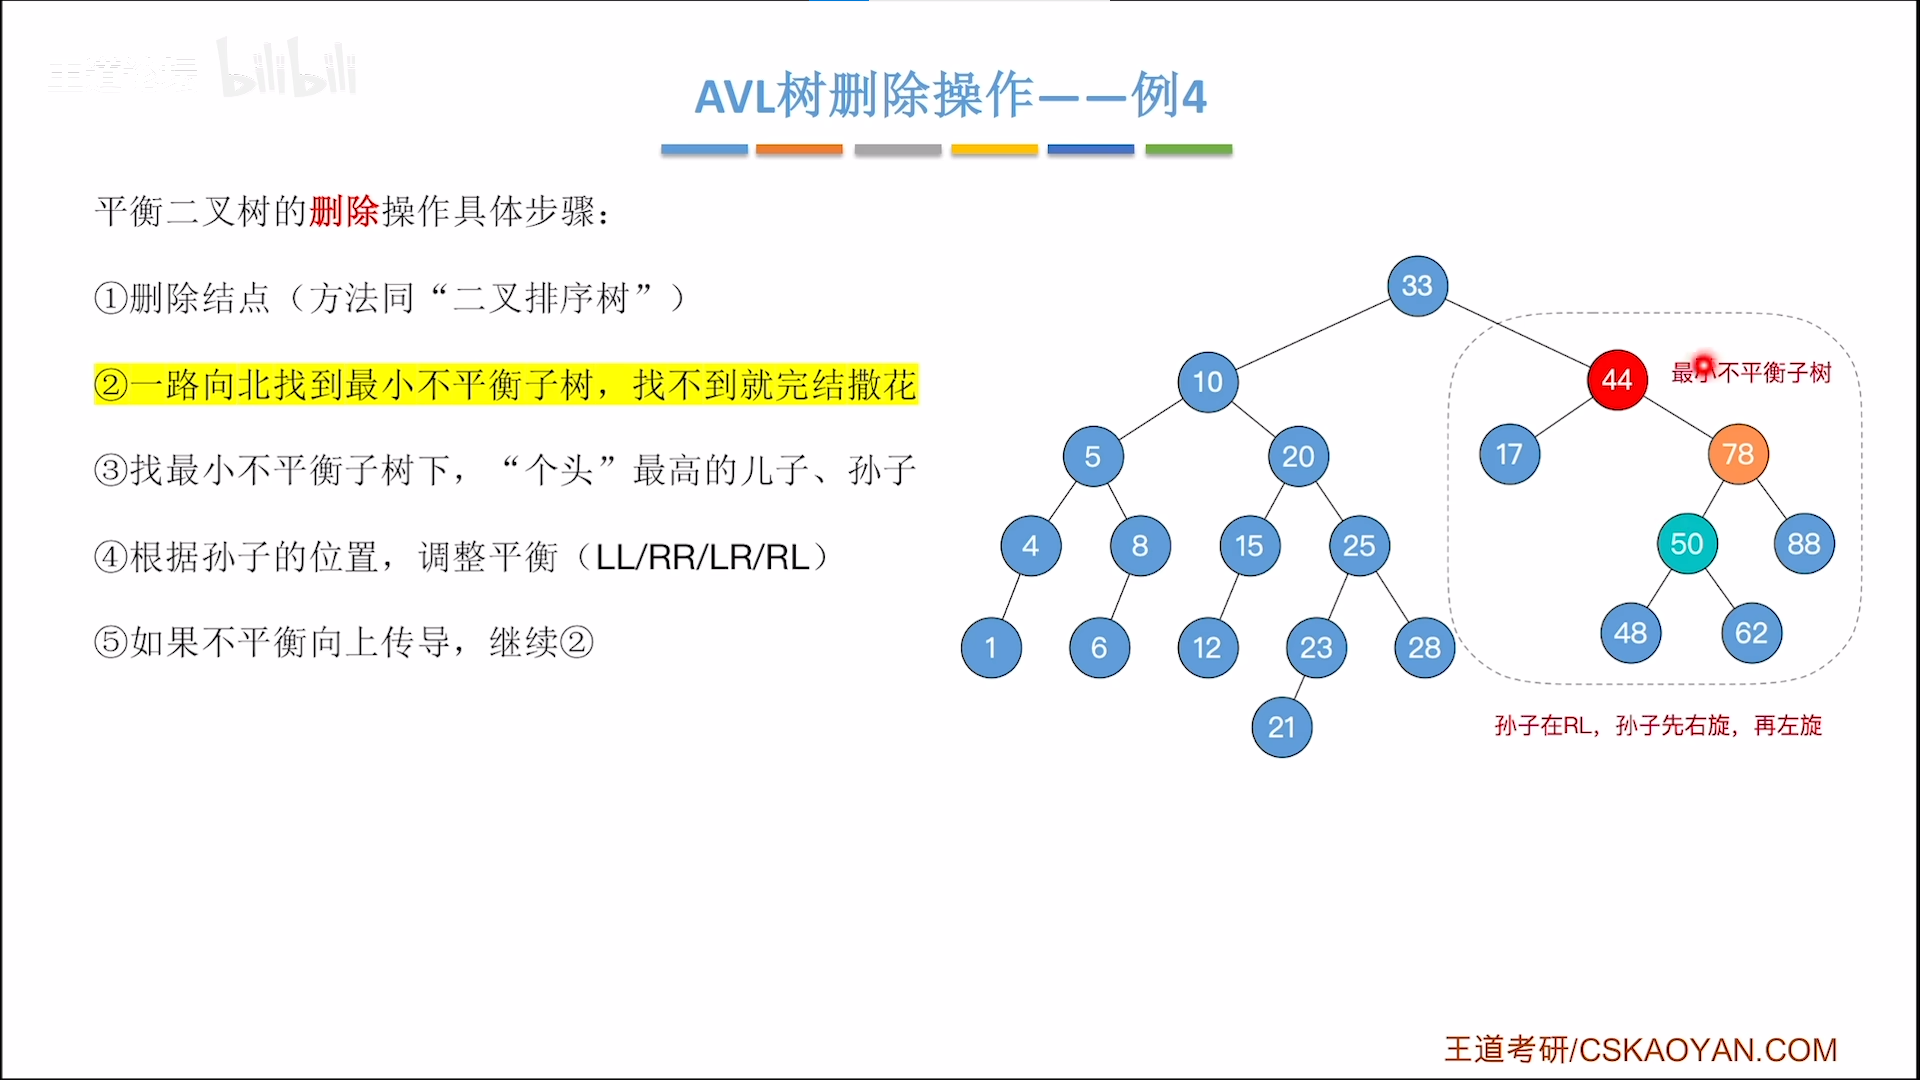 王道论坛 bilibili
AVL树删除操作——例4
平衡二叉树的删除操作具体步骤：
①删除结点（方法同“二叉排序树”）
②一路向北找到最小不平衡子树，找不到就完结撒花
③找最小不平衡子树下，“个头”最高的儿子、孙子
④根据孙子的位置，调整平衡（LL/RR/LR/RL）
⑤如果不平衡向上传导，继续②
33
10
44
最小不平衡子树
5
20
17
78
4
8
15
25
50
88
1
6
12
23
28
48
62
21
孙子在RL，孙子先右旋，再左旋
王道考研/CSKAOYAN.COM